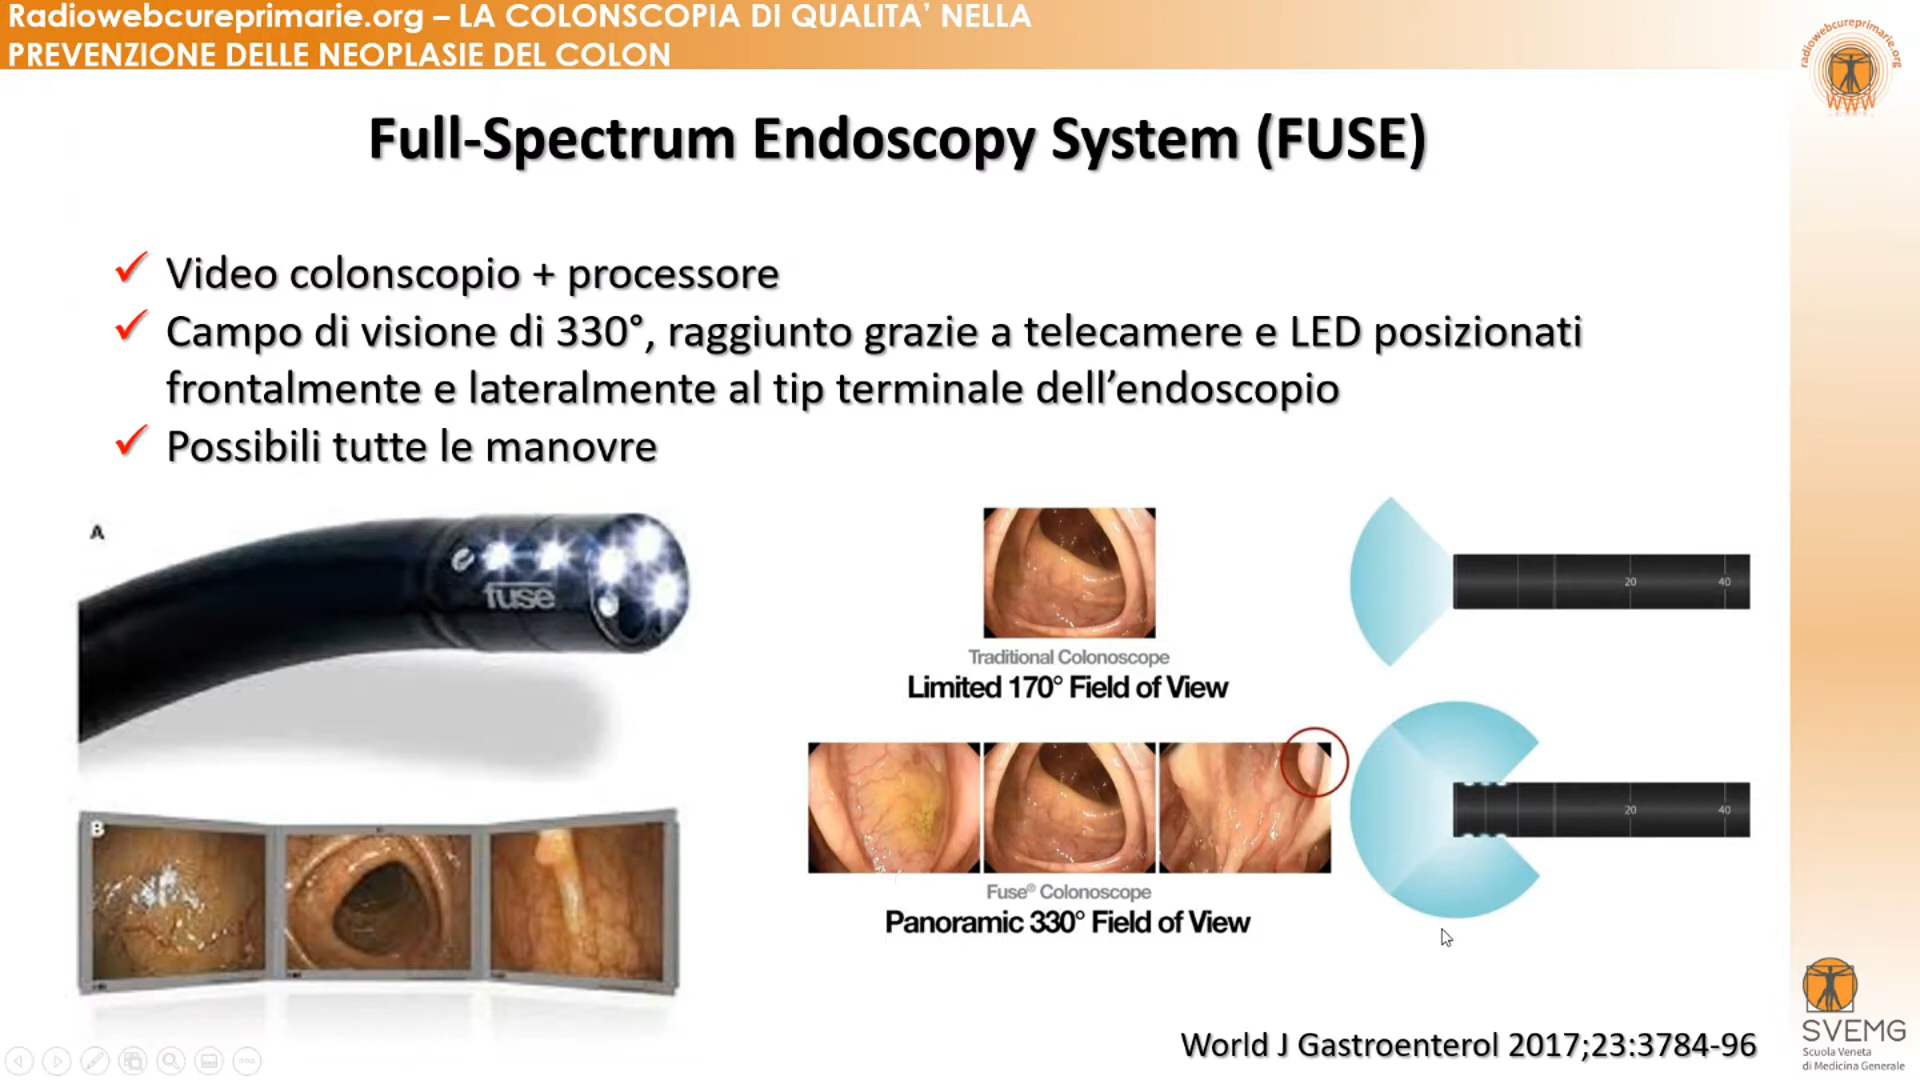 Radiowebcureprimarie.org – LA COLONSCOPIA DI QUALITA’ NELLA
PREVENZIONE DELLE NEOPLASIE DEL COLON
radiowebcureprimarie.org
WWW
Full-Spectrum Endoscopy System (FUSE)
✓ Video colonscopio + processore
✓ Campo di visione di 330°, raggiunto grazie a telecamere e LED posizionati
frontalmente e lateralmente al tip terminale dell’endoscopio
✓ Possibili tutte le manovre
A
fuse
20 40
Traditional Colonoscope
Limited 170° Field of View
B
20 40
Fuse® Colonoscope
Panoramic 330° Field of View
World J Gastroenterol 2017;23:3784-96
SVEMG
Scuola Veneta
di Medicina Generale